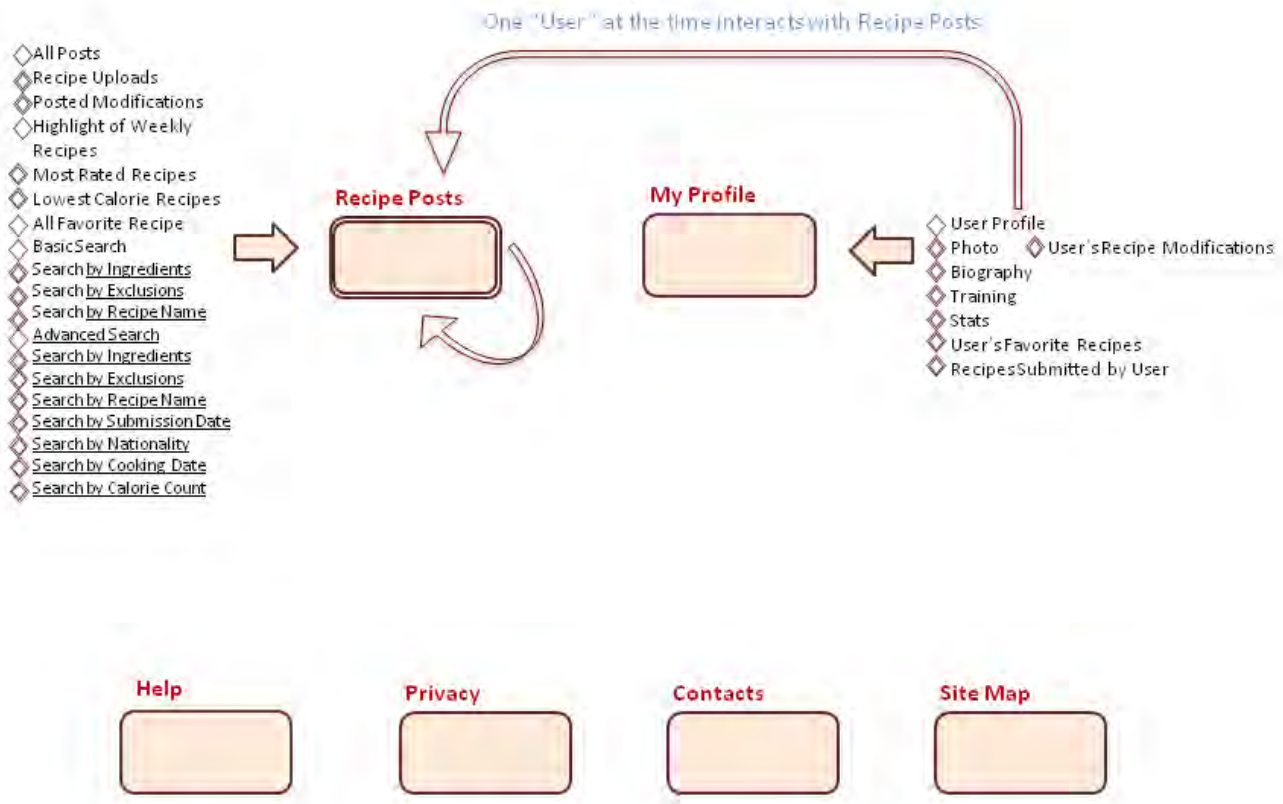 One "User" at the time interacts with Recipe Posts
All Posts
Recipe Uploads
Posted Modifications
Highlight of Weekly
Recipes
Most Rated Recipes
Lowest Calorie Recipes
All Favorite Recipe
Basic Search
Search by Ingredients
Search by Exclusions
Search by Recipe Name
Advanced Search
Search by Ingredients
Search by Exclusions
Search by Recipe Name
Search by Submission Date
Search by Nationality
Search by Cooking Date
Search by Calorie Count
Recipe Posts
My Profile
User Profile
Photo User's Recipe Modifications
Biography
Training
Stats
User's Favorite Recipes
Recipes Submitted by User
Help
Privacy
Contacts
Site Map